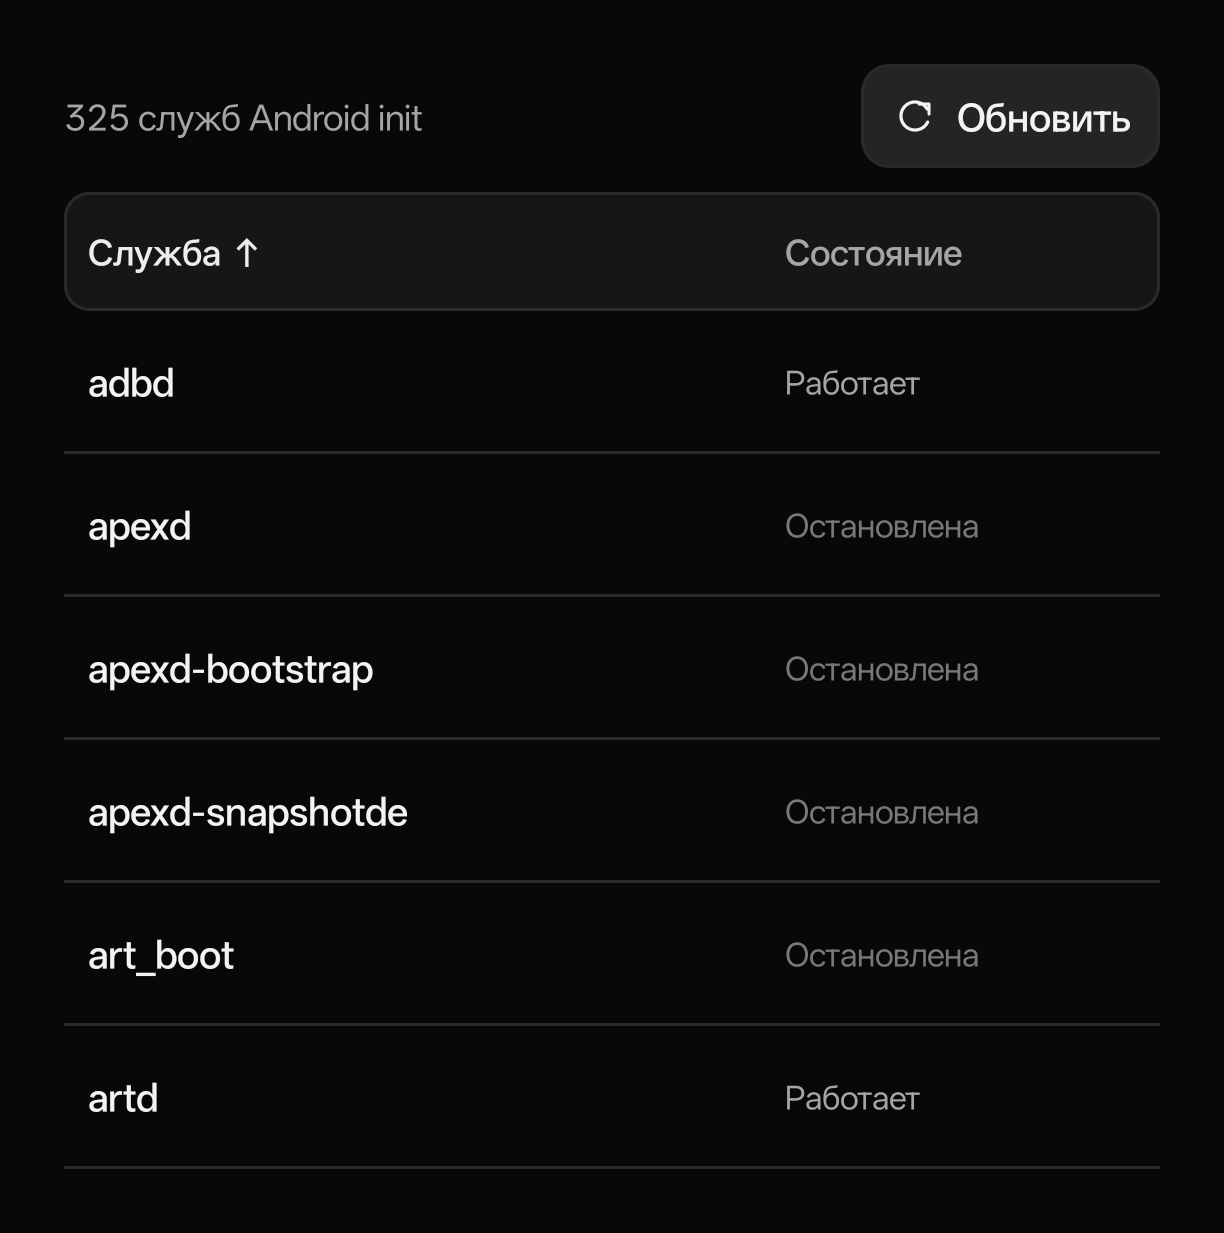 325 служб Android init
Обновить
Служба ↑ Состояние
adbd Работает
apexd Остановлена
apexd-bootstrap Остановлена
apexd-snapshotde Остановлена
art_boot Остановлена
artd Работает